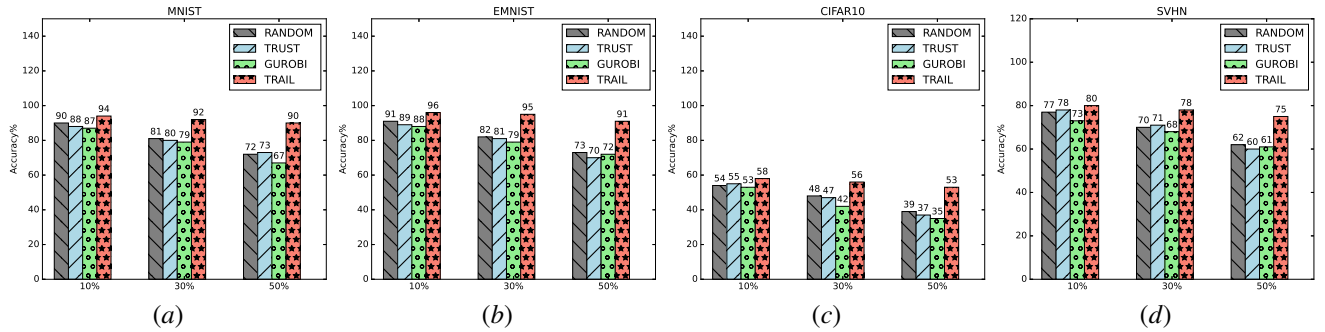 MNIST
Accuracy%
140
120
100
80
60
40
20
0
RANDOM
TRUST
GUROBI
TRAIL
90 88 87 94
81 80 79 92
72 73 67 90
10% 30% 50%
(a)
EMNIST
Accuracy%
140
120
100
80
60
40
20
0
RANDOM
TRUST
GUROBI
TRAIL
91 89 88 96
82 81 79 95
73 70 72 91
10% 30% 50%
(b)
CIFAR10
Accuracy%
140
120
100
80
60
40
20
0
RANDOM
TRUST
GUROBI
TRAIL
54 55 53 58
48 47 42 56
39 37 35 53
10% 30% 50%
(c)
SVHN
Accuracy%
120
100
80
60
40
20
0
RANDOM
TRUST
GUROBI
TRAIL
77 78 73 80
70 71 68 78
62 60 61 75
10% 30% 50%
(d)